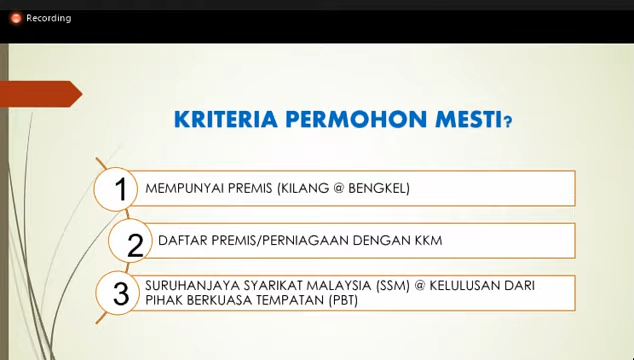 Recording
KRITERIA PERMOHON MESTI?
1 MEMPUNYAI PREMIS (KILANG @ BENGKEL)
2 DAFTAR PREMIS/PERNIAGAAN DENGAN KKM
3 SURUHANJAYA SYARIKAT MALAYSIA (SSM) @ KELULUSAN DARI
PIHAK BERKUASA TEMPATAN (PBT)